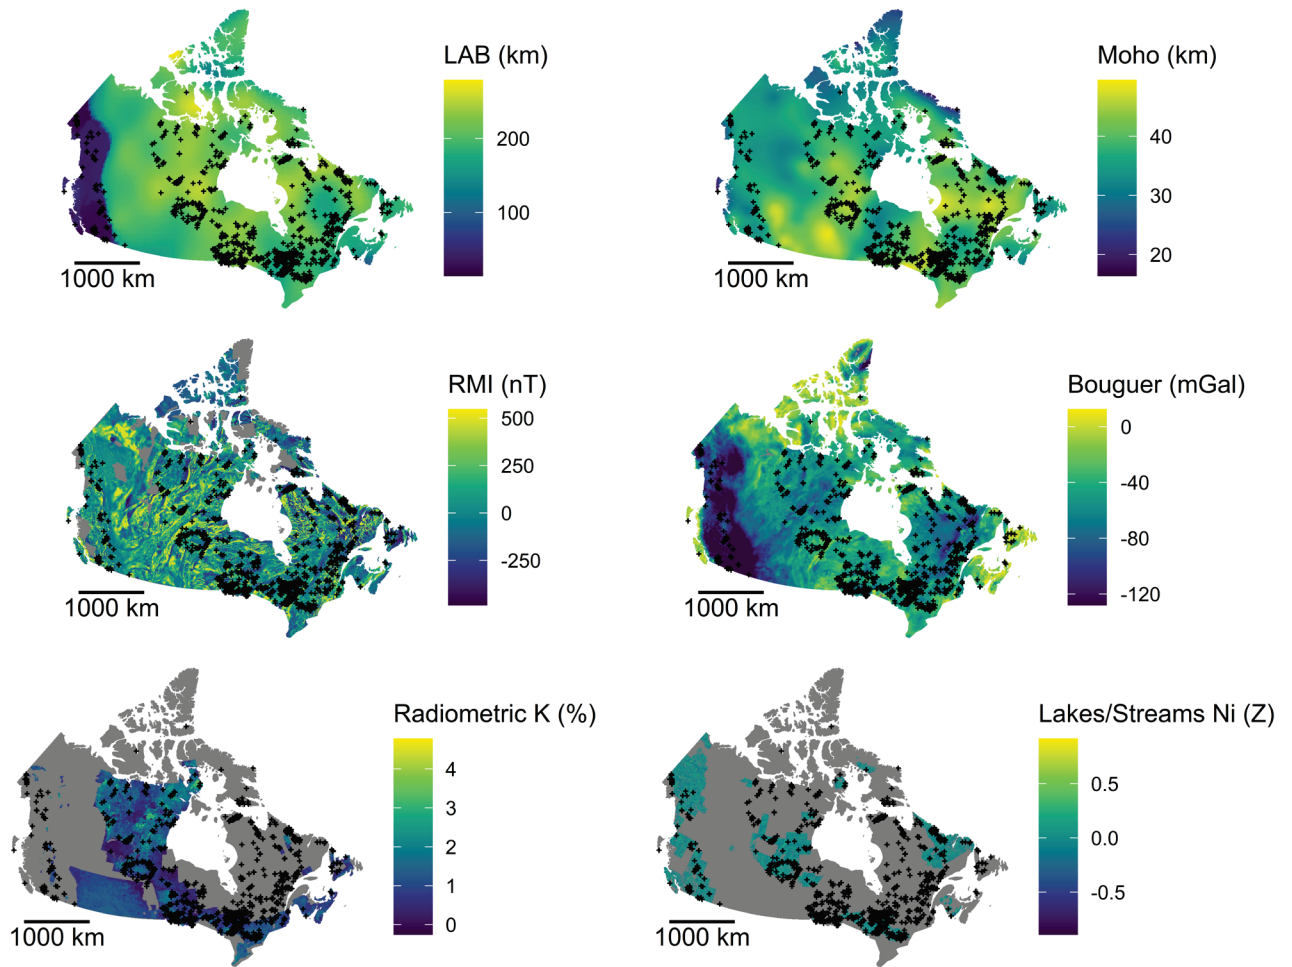 LAB (km)
200
100
1000 km
Moho (km)
40
30
20
1000 km
RMI (nT)
500
250
0
-250
1000 km
Bouguer (mGal)
0
-40
-80
-120
1000 km
Radiometric K (%)
4
3
2
1
0
1000 km
Lakes/Streams Ni (Z)
0.5
0.0
-0.5
1000 km